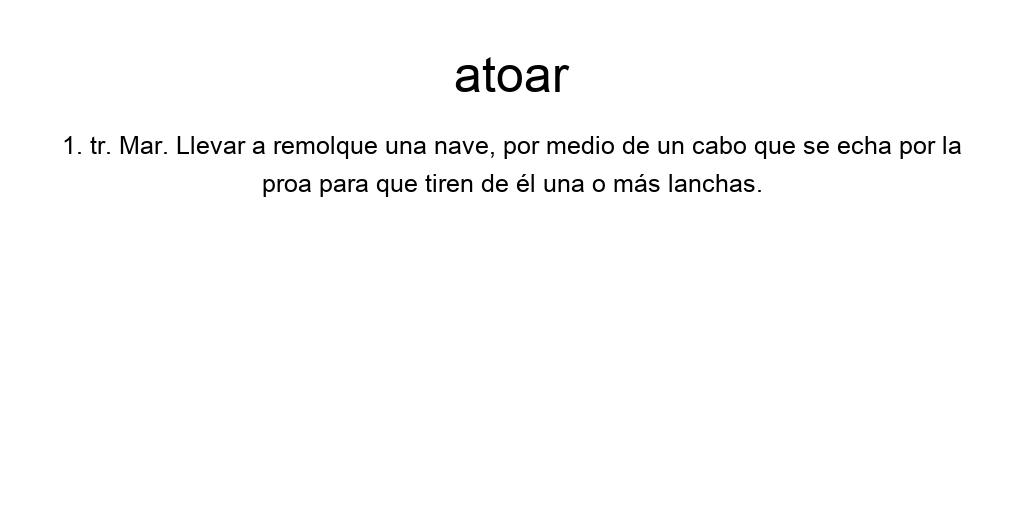 atoar
1. tr. Mar. Llevar a remolque una nave, por medio de un cabo que se echa por la
proa para que tiren de él una o más lanchas.